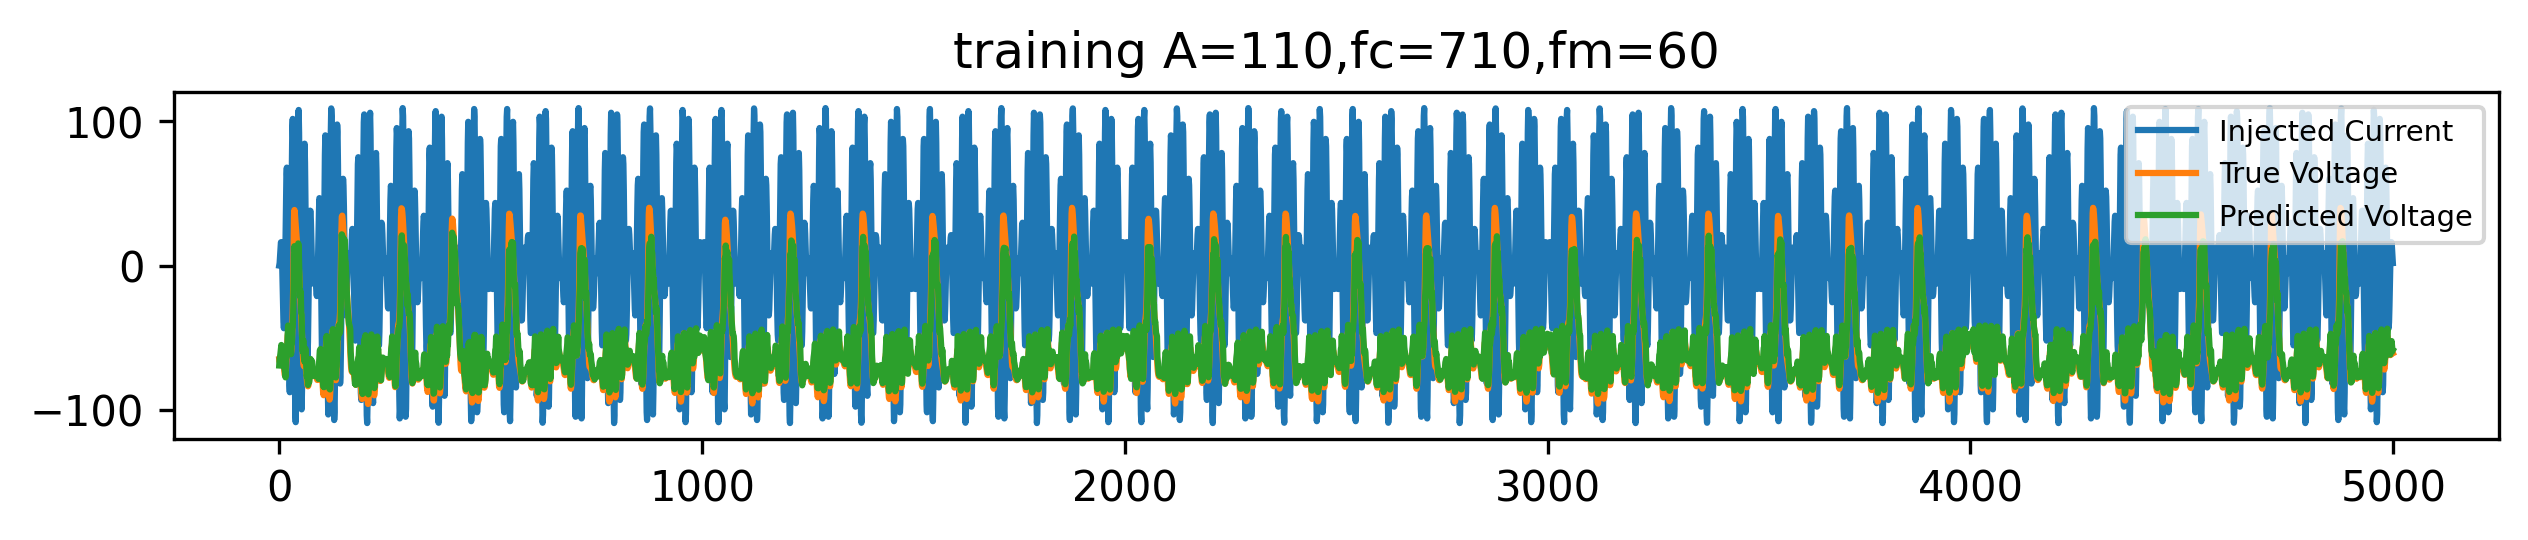 training A=110,fc=710,fm=60
100
0
−100
Injected Current
True Voltage
Predicted Voltage
0 1000 2000 3000 4000 5000